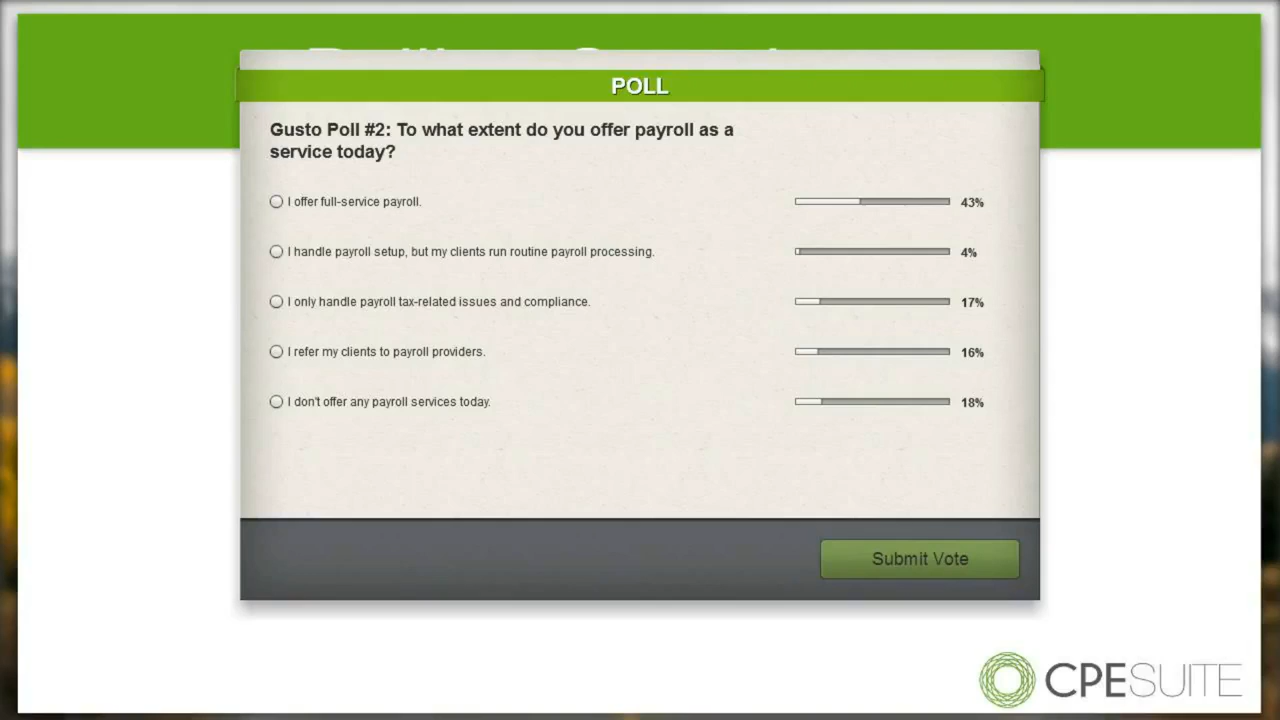 POLL
Gusto Poll #2: To what extent do you offer payroll as a
service today?
I offer full-service payroll. 43%
I handle payroll setup, but my clients run routine payroll processing. 4%
I only handle payroll tax-related issues and compliance. 17%
I refer my clients to payroll providers. 16%
I don't offer any payroll services today. 18%
Submit Vote
CPESUITE